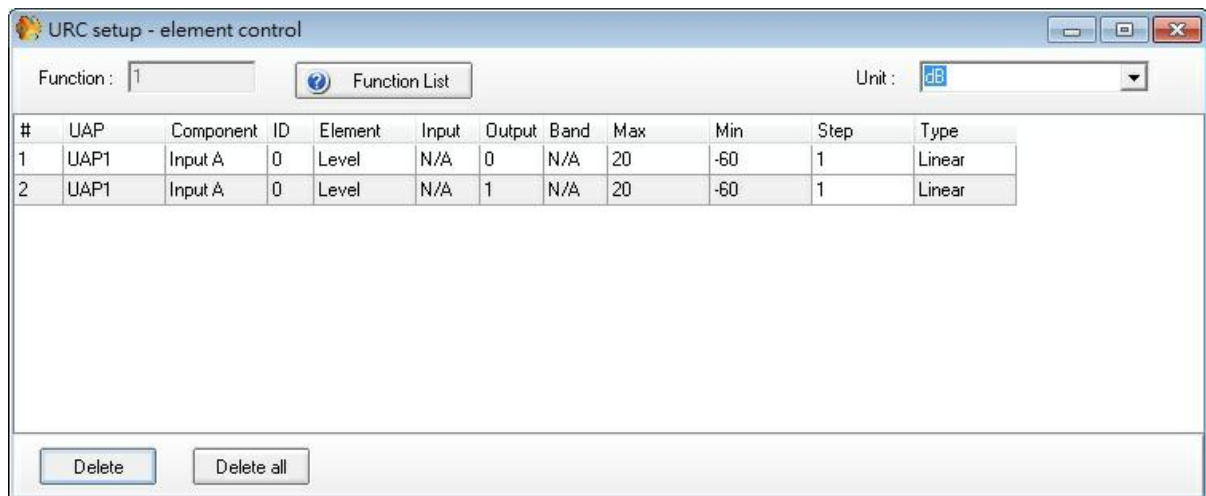 URC setup - element control
Function : 1 Function List Unit : dB
# UAP Component ID Element Input Output Band Max Min Step Type
1 UAP1 Input A 0 Level N/A 0 N/A 20 -60 1 Linear
2 UAP1 Input A 0 Level N/A 1 N/A 20 -60 1 Linear
Delete Delete all